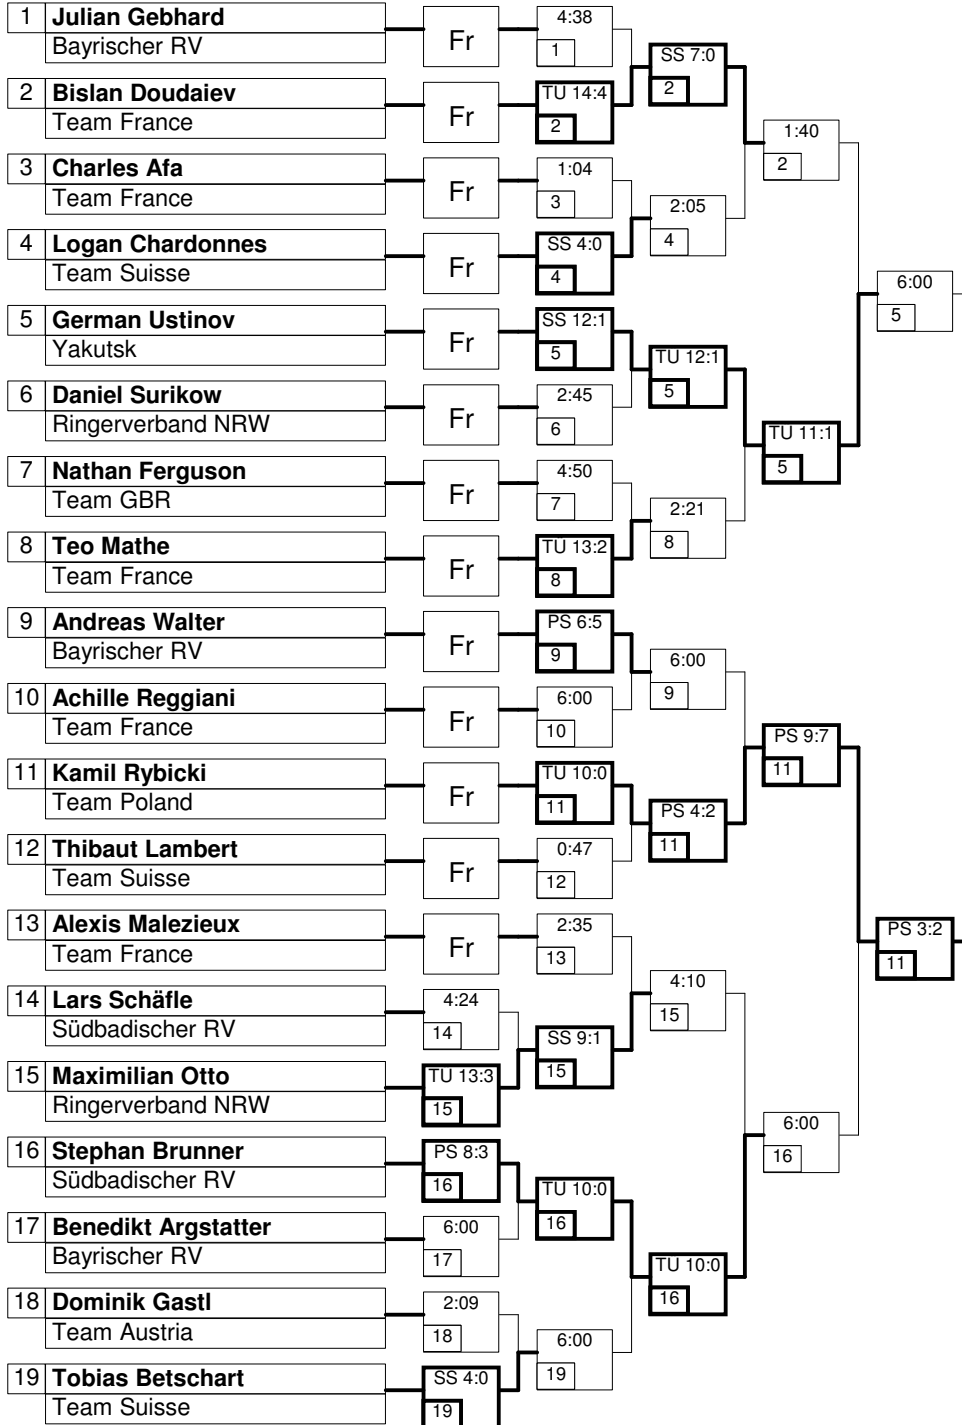 1 Julian Gebhard
Bayrischer RV
Fr
4:38
1
SS 7:0
2
2 Bislan Doudaiev
Team France
Fr
TU 14:4
2
1:40
2
3 Charles Afa
Team France
Fr
1:04
3
2:05
4
4 Logan Chardonnes
Team Suisse
Fr
SS 4:0
4
6:00
5
5 German Ustinov
Yakutsk
Fr
SS 12:1
5
TU 12:1
5
6 Daniel Surikow
Ringerverband NRW
Fr
2:45
6
TU 11:1
5
7 Nathan Ferguson
Team GBR
Fr
4:50
7
2:21
8
8 Teo Mathe
Team France
Fr
TU 13:2
8
9 Andreas Walter
Bayrischer RV
Fr
PS 6:5
9
6:00
9
10 Achille Reggiani
Team France
Fr
6:00
10
PS 9:7
11
11 Kamil Rybicki
Team Poland
Fr
TU 10:0
11
PS 4:2
11
12 Thibaut Lambert
Team Suisse
Fr
0:47
12
13 Alexis Malezieux
Team France
Fr
2:35
13
PS 3:2
11
14 Lars Schäfle
Südbadischer RV
4:24
14
SS 9:1
15
4:10
15
15 Maximilian Otto
Ringerverband NRW
TU 13:3
15
16 Stephan Brunner
Südbadischer RV
PS 8:3
16
TU 10:0
16
6:00
16
17 Benedikt Argstatter
Bayrischer RV
6:00
17
TU 10:0
16
18 Dominik Gastl
Team Austria
2:09
18
6:00
19
19 Tobias Betschart
Team Suisse
SS 4:0
19